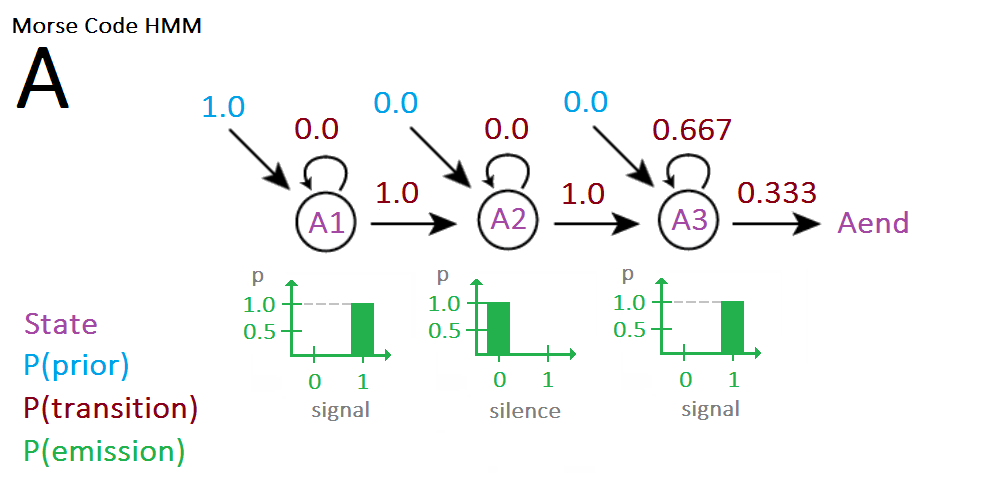 Morse Code HMM
A
1.0 0.0 0.0
0.0 0.0 0.667
1.0 1.0 0.333
A1 A2 A3 Aend
p p p
1.0 1.0 1.0
0.5 0.5 0.5
0 1 0 1 0 1
signal silence signal
State
P(prior)
P(transition)
P(emission)